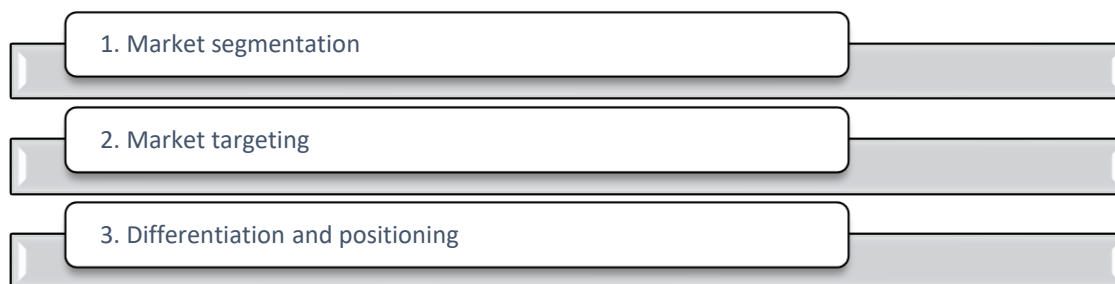 1. Market segmentation
2. Market targeting
3. Differentiation and positioning